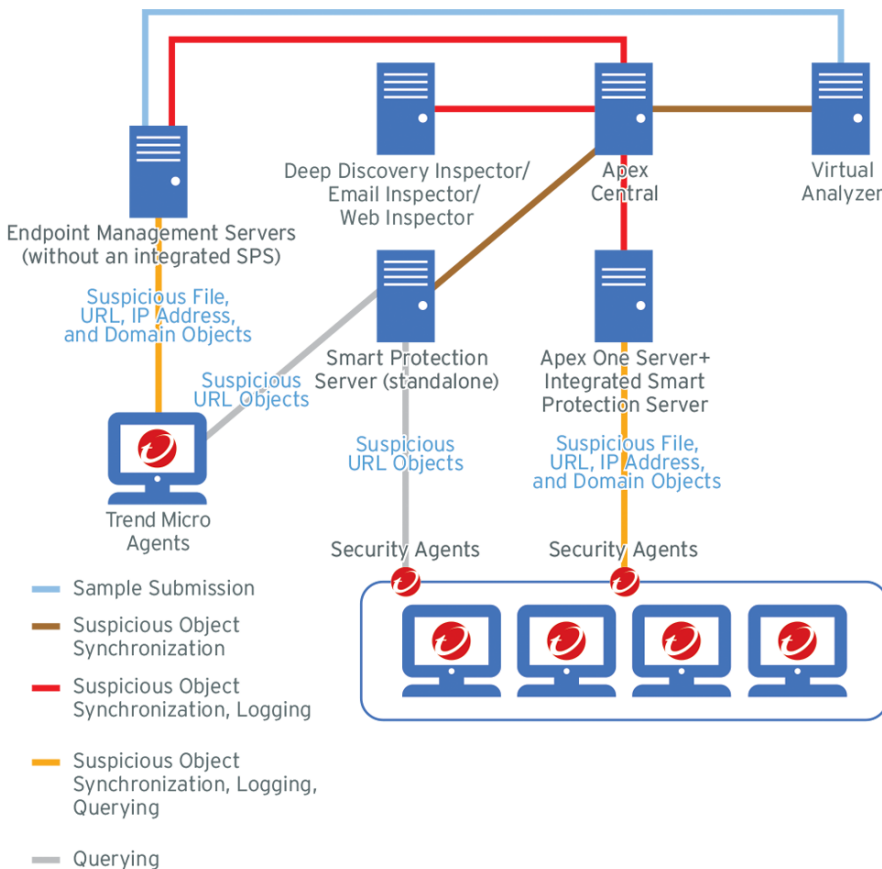 Deep Discovery Inspector/
Email Inspector/
Web Inspector
Apex
Central
Virtual
Analyzer
Endpoint Management Servers
(without an integrated SPS)
Suspicious File,
URL, IP Address,
and Domain Objects
Suspicious
URL Objects
Smart Protection
Server (standalone)
Apex One Server+
Integrated Smart
Protection Server
Suspicious
URL Objects
Suspicious File,
URL, IP Address,
and Domain Objects
Trend Micro
Agents
Security Agents
Security Agents
Sample Submission
Suspicious Object
Synchronization
Suspicious Object
Synchronization, Logging
Suspicious Object
Synchronization, Logging,
Querying
Querying